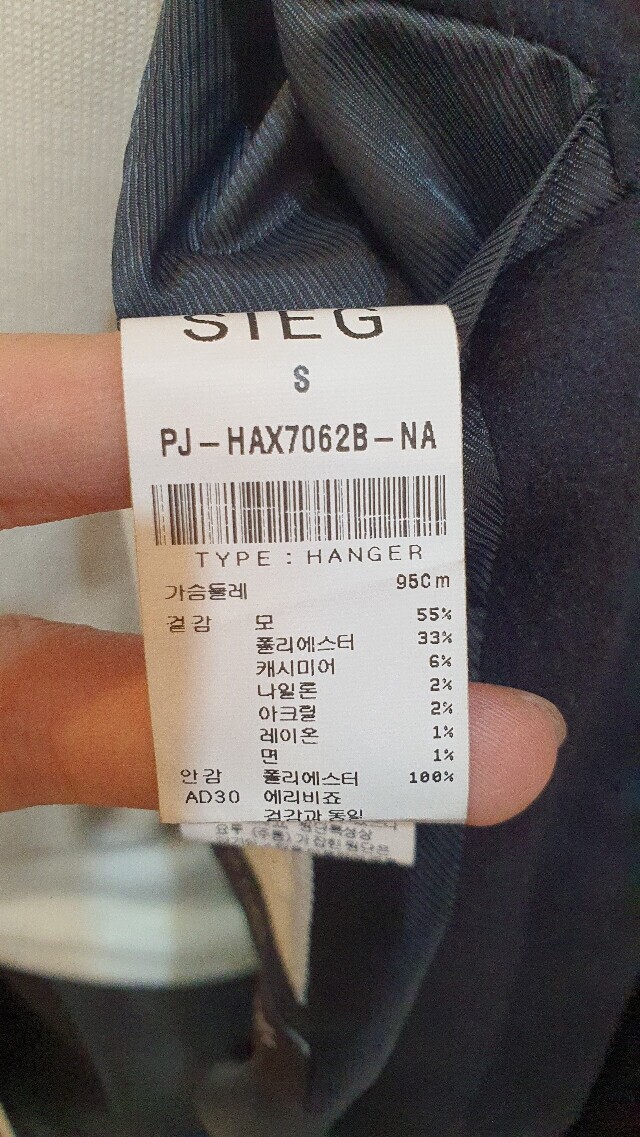 SIEG
S
PJ-HAX7062B-NA
TYPE : HANGER
가슴둘레 95Cm
겉감 모 55%
폴리에스터 33%
캐시미어 6%
나일론 2%
아크릴 2%
레이온 1%
면 1%
안감 폴리에스터 100%
AD30 에리비죠
겉감과 동일